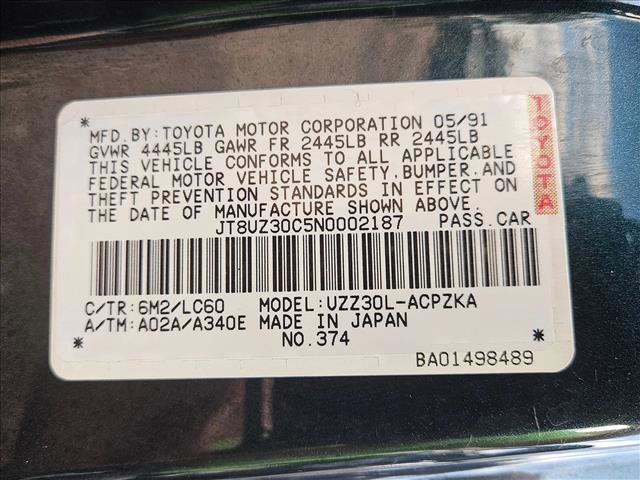 MFD. BY: TOYOTA MOTOR CORPORATION 05/91
GVWR 4445LB GAWR FR 2445LB RR 2445LB
THIS VEHICLE CONFORMS TO ALL APPLICABLE
FEDERAL MOTOR VEHICLE SAFETY, BUMPER, AND
THEFT PREVENTION STANDARDS IN EFFECT ON
THE DATE OF MANUFACTURE SHOWN ABOVE.
JT8UZ30C5N0002187 PASS. CAR
C/TR: 6M2/LC60 MODEL: UZZ30L-ACPZKA
A/TM: A02A/A340E MADE IN JAPAN
* NO. 374 *
BA01498489
* TOYOTA